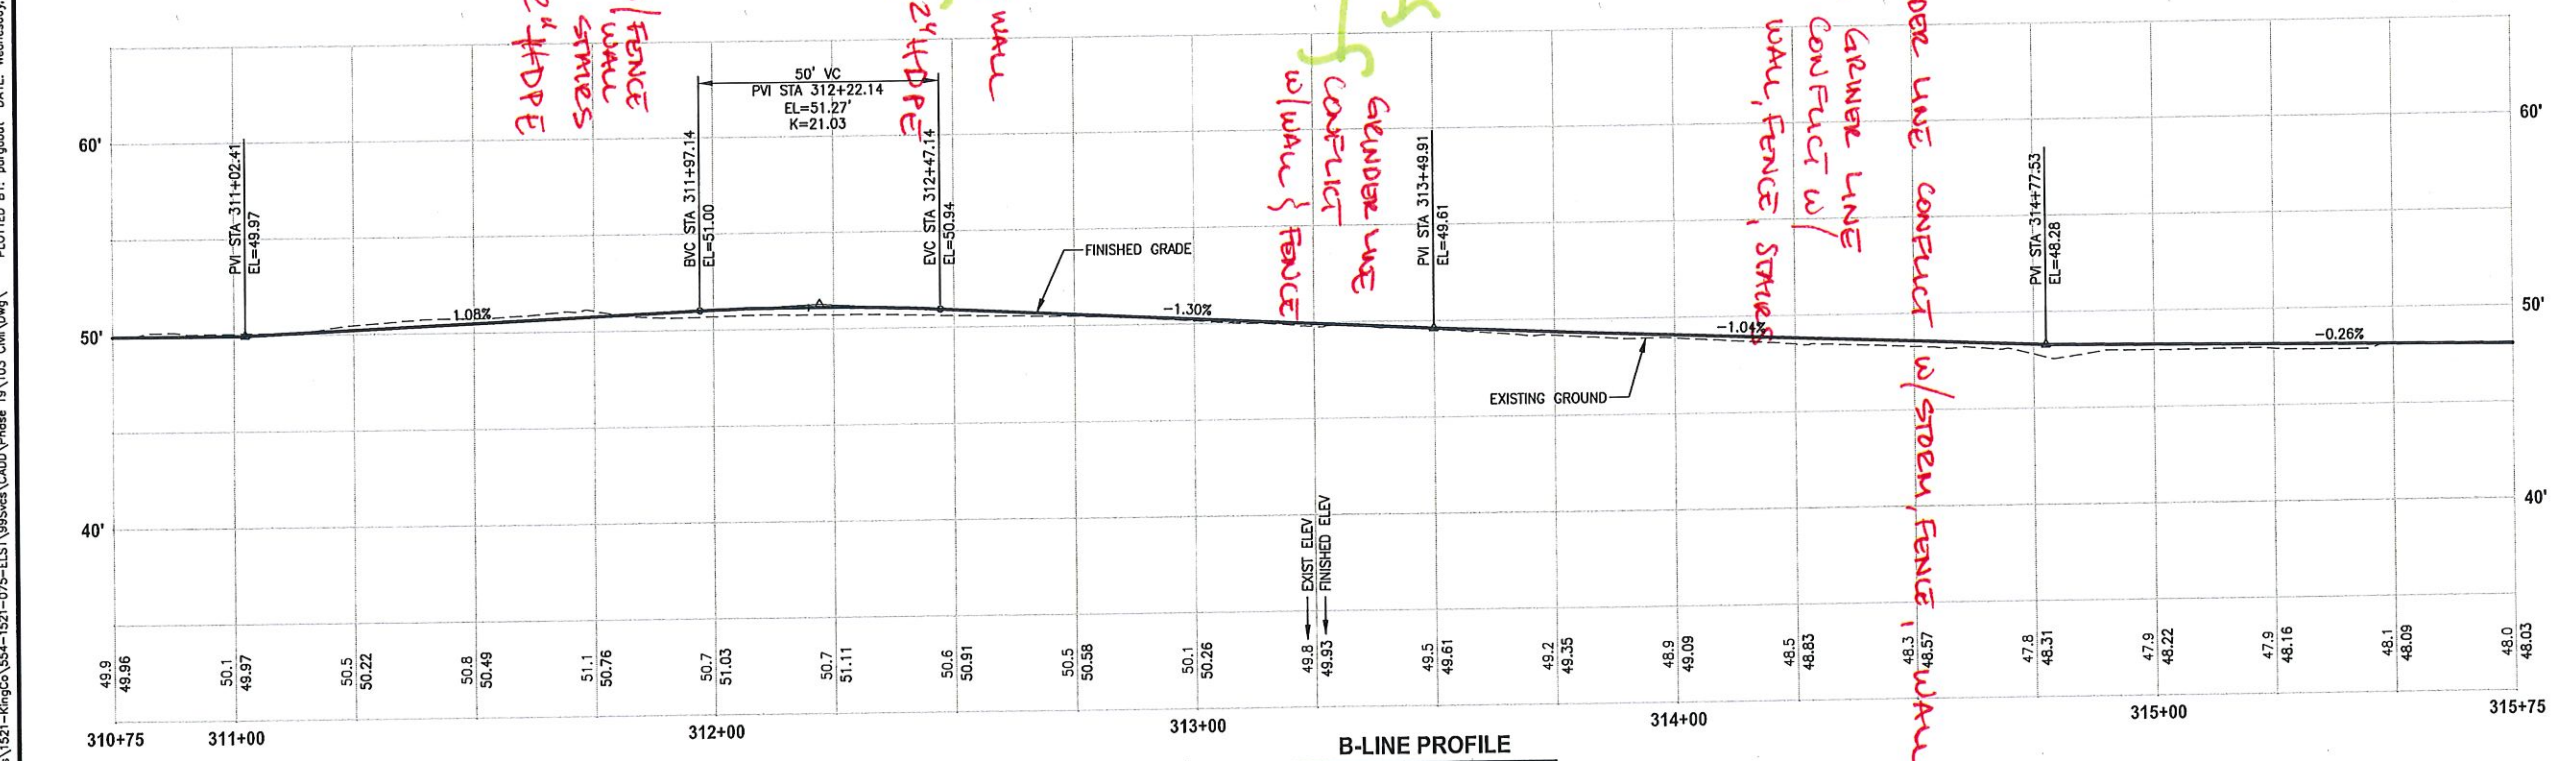 / FENCE
WALL
STAIRS
2" HDPE
2" HDPE
WALL
GRINDER LINE
CONFLICT
W/WALL } FENCE
GRINER LINE
CONFLICT W/
WALL, FENCE, STAIRS
DER LINE CONFLICT W/STORM, FENCE, WALL
50' VC
PVI STA 312+22.14
EL=51.27'
K=21.03
60'
60'
50'
50'
40'
40'
PVI STA 311+02.41
EL=49.97
BVC STA 311+97.14
EL=51.00
EVC STA 312+47.14
EL=50.94
PVI STA 313+49.91
EL=49.61
PVI STA 314+77.53
EL=48.28
FINISHED GRADE
EXISTING GROUND
1.08%
-1.30%
-1.04%
-0.26%
EXIST ELEV
FINISHED ELEV
49.9
49.96
50.1
49.97
50.5
50.22
50.8
50.49
51.1
50.76
50.7
51.03
50.7
51.11
50.6
50.91
50.5
50.58
50.1
50.26
49.8
49.93
49.5
49.61
49.2
49.35
48.9
49.09
48.5
48.83
48.3
48.57
47.8
48.31
47.9
48.22
47.9
48.16
48.1
48.09
48.0
48.03
310+75
311+00
312+00
313+00
314+00
315+00
315+75
B-LINE PROFILE